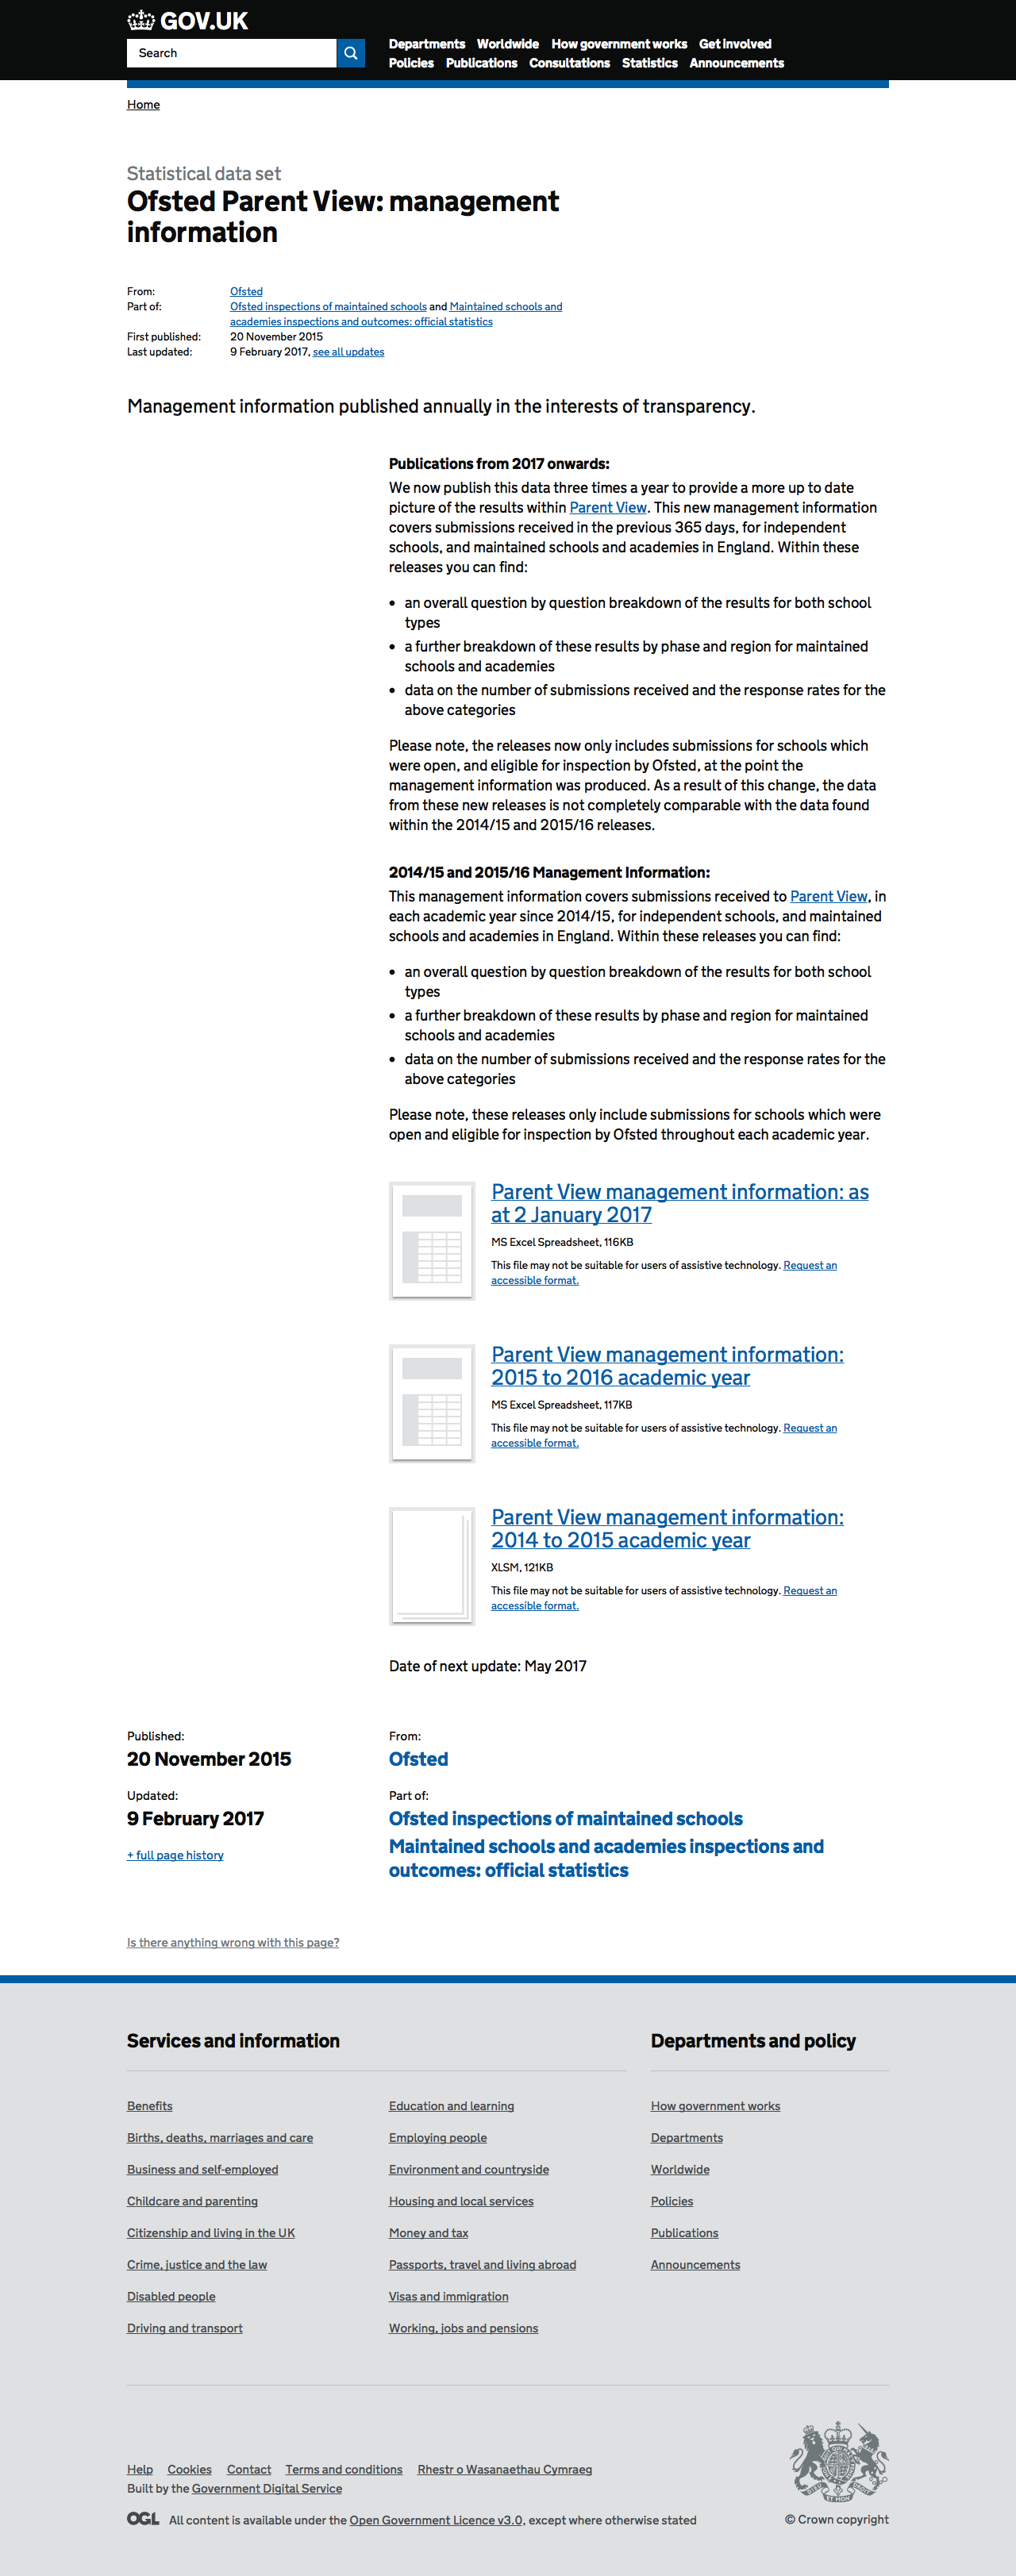 GOV.UK
Search
Departments Worldwide How government works Get involved
Policies Publications Consultations Statistics Announcements
Home
Statistical data set
Ofsted Parent View: management
information
From: Ofsted
Part of: Ofsted inspections of maintained schools and Maintained schools and
academies inspections and outcomes: official statistics
First published: 20 November 2015
Last updated: 9 February 2017, see all updates
Management information published annually in the interests of transparency.
Publications from 2017 onwards:
We now publish this data three times a year to provide a more up to date
picture of the results within Parent View. This new management information
covers submissions received in the previous 365 days, for independent
schools, and maintained schools and academies in England. Within these
releases you can find:
• an overall question by question breakdown of the results for both school
types
• a further breakdown of these results by phase and region for maintained
schools and academies
• data on the number of submissions received and the response rates for the
above categories
Please note, the releases now only includes submissions for schools which
were open, and eligible for inspection by Ofsted, at the point the
management information was produced. As a result of this change, the data
from these new releases is not completely comparable with the data found
within the 2014/15 and 2015/16 releases.
2014/15 and 2015/16 Management Information:
This management information covers submissions received to Parent View, in
each academic year since 2014/15, for independent schools, and maintained
schools and academies in England. Within these releases you can find:
• an overall question by question breakdown of the results for both school
types
• a further breakdown of these results by phase and region for maintained
schools and academies
• data on the number of submissions received and the response rates for the
above categories
Please note, these releases only include submissions for schools which were
open and eligible for inspection by Ofsted throughout each academic year.
Parent View management information: as
at 2 January 2017
MS Excel Spreadsheet, 116KB
This file may not be suitable for users of assistive technology. Request an
accessible format.
Parent View management information:
2015 to 2016 academic year
MS Excel Spreadsheet, 117KB
This file may not be suitable for users of assistive technology. Request an
accessible format.
Parent View management information:
2014 to 2015 academic year
XLSM, 121KB
This file may not be suitable for users of assistive technology. Request an
accessible format.
Date of next update: May 2017
Published:
20 November 2015
Updated:
9 February 2017
+ full page history
From:
Ofsted
Part of:
Ofsted inspections of maintained schools
Maintained schools and academies inspections and
outcomes: official statistics
Is there anything wrong with this page?
Services and information
Benefits
Births, deaths, marriages and care
Business and self-employed
Childcare and parenting
Citizenship and living in the UK
Crime, justice and the law
Disabled people
Driving and transport
Education and learning
Employing people
Environment and countryside
Housing and local services
Money and tax
Passports, travel and living abroad
Visas and immigration
Working, jobs and pensions
Departments and policy
How government works
Departments
Worldwide
Policies
Publications
Announcements
Help Cookies Contact Terms and conditions Rhestr o Wasanaethau Cymraeg
Built by the Government Digital Service
OGL All content is available under the Open Government Licence v3.0, except where otherwise stated
© Crown copyright